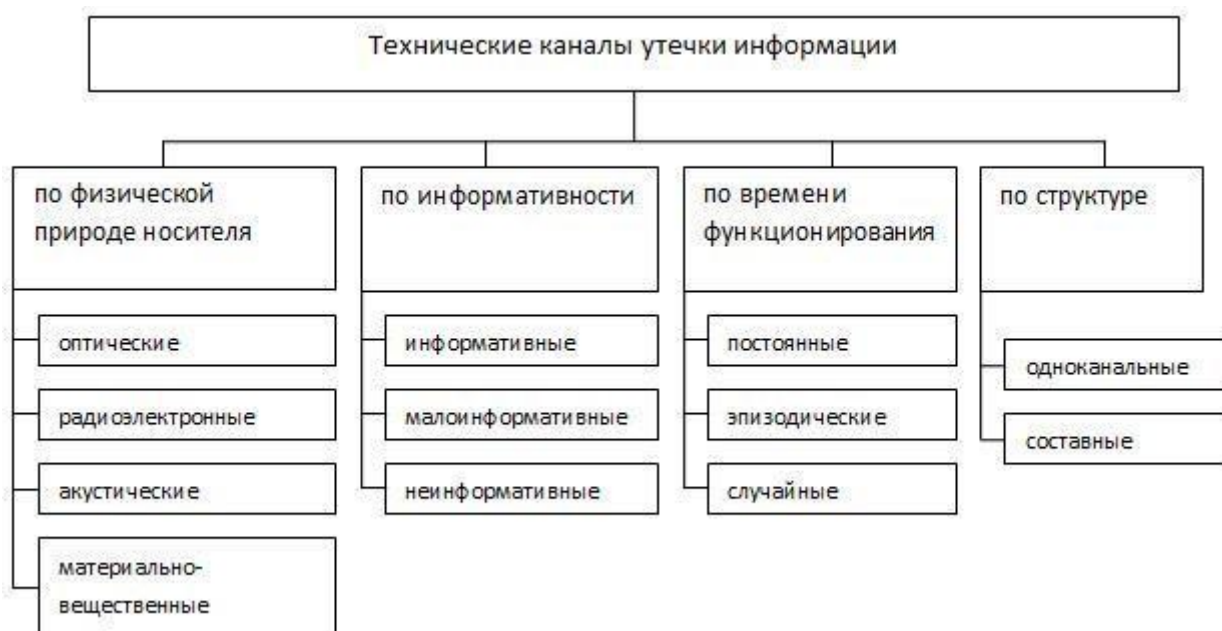 Технические каналы утечки информации
по физической
природе носителя
оптические
радиоэлектронные
акустические
материально-
вещественные
по информативности
информативные
малоинформативные
неинформативные
по времени
функционирования
постоянные
эпизодические
случайные
по структуре
одноканальные
составные